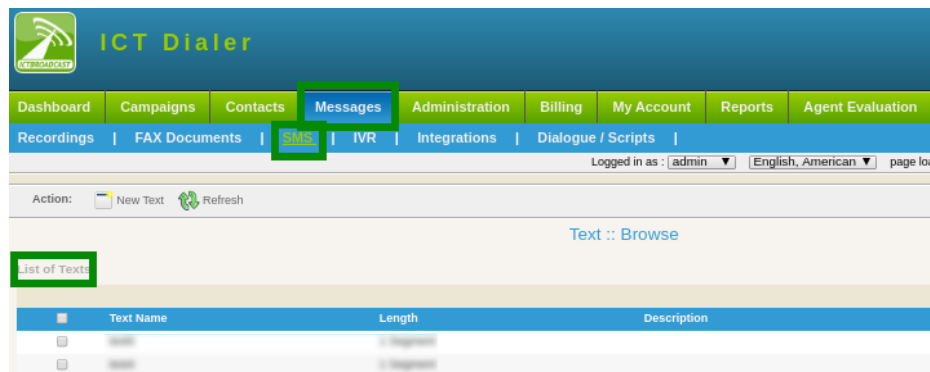 ICTBROADCAST
ICT Dialer
Dashboard Campaigns Contacts Messages Administration Billing My Account Reports Agent Evaluation
Recordings | FAX Documents | SMS | IVR | Integrations | Dialogue / Scripts |
Logged in as : admin ▼ English, American ▼ page loa
Action: New Text Refresh
Text :: Browse
List of Texts
Text Name Length Description